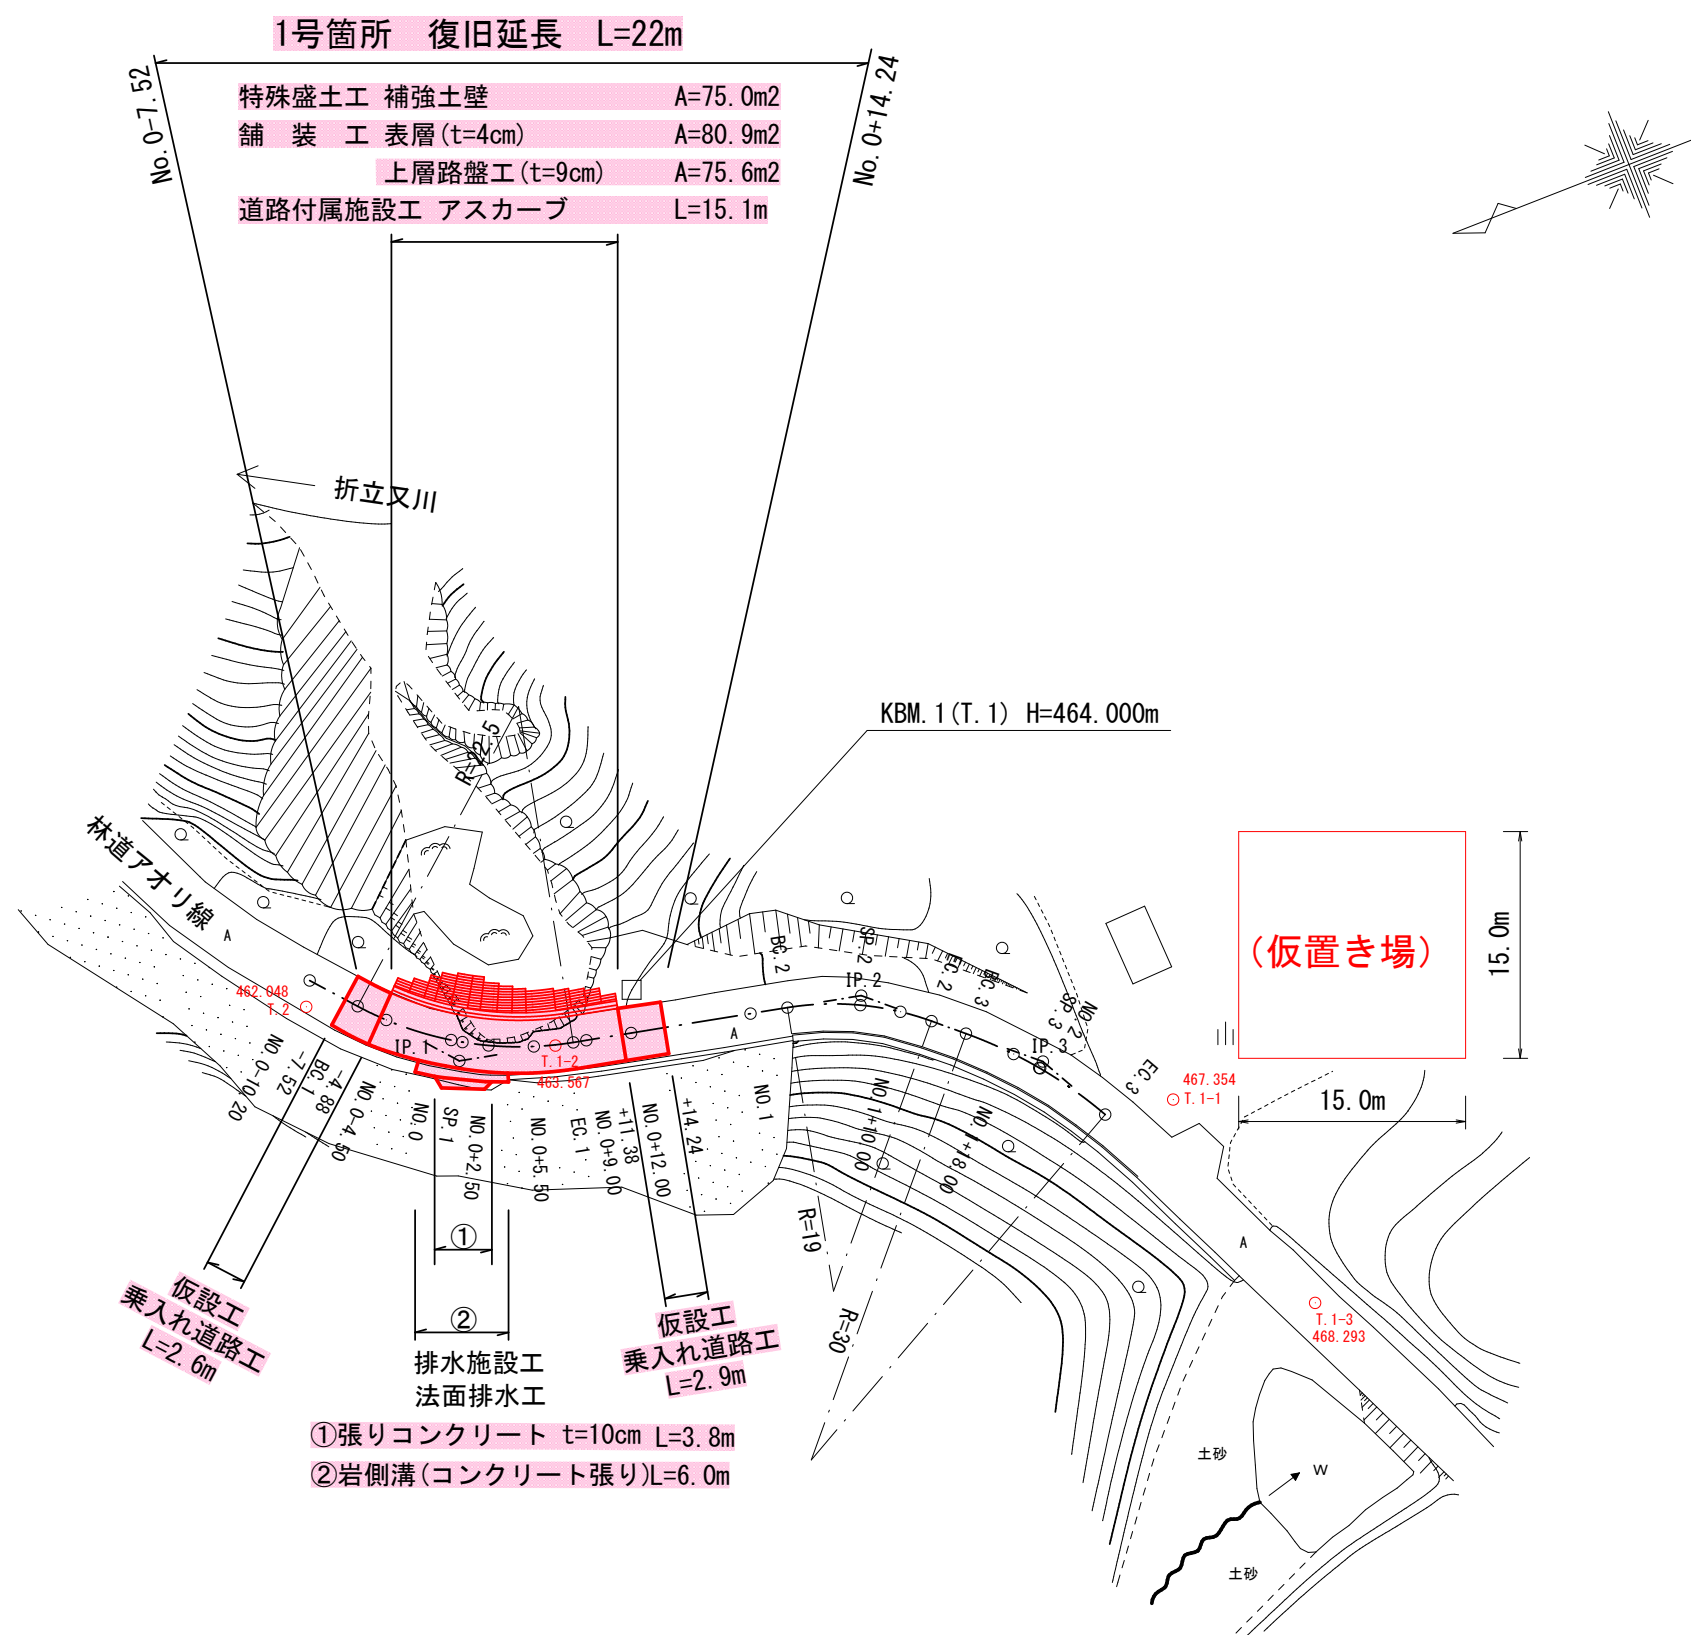 1号箇所　復旧延長　L=22m
No.0-7.52
No.0+14.24
特殊盛土工 補強土壁 A=75.0m2
舗　装　工 表層(t=4cm) A=80.9m2
上層路盤工(t=9cm) A=75.6m2
道路付属施設工 アスカーブ L=15.1m
折立又川
R=22.5
KBM.1(T.1) H=464.000m
林道アオリ線
A
462.048
T.2
IP.1
T.1-2
463.567
A
BC.2
SP.2
IP.2
EC.2
BC.3
SP.3
NO.2
IP.3
EC.3
467.354
T.1-1
(仮置き場)
15.0m
15.0m
NO.0-10.20
-7.52
BC.1
-4.88
NO.0-4.50
NO.0
SP.1
NO.0+2.50
NO.0+5.50
EC.1
NO.0+9.00
+11.38
NO.0+12.00
+14.24
NO.1
NO.1+10.00
NO.1+18.00
R=19
R=30
A
T.1-3
468.293
①
②
仮設工
乗入れ道路工
L=2.6m
仮設工
乗入れ道路工
L=2.9m
排水施設工
法面排水工
①張りコンクリート t=10cm L=3.8m
②岩側溝(コンクリート張り)L=6.0m
土砂
W
土砂